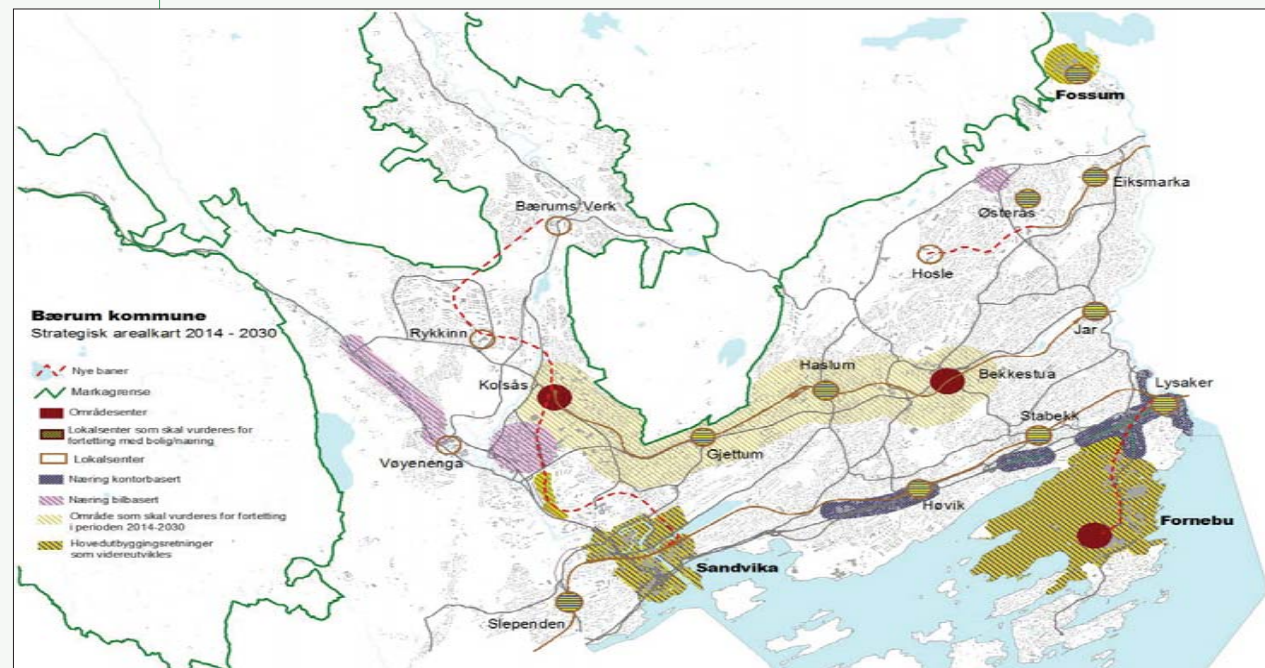 Fossum
Eiksmarka
Østerås
Bærums Verk
Hosle
Bærum kommune
Strategisk arealkart 2014 - 2030
Rykkinn
Jar
Nye baner
Haslum
Kolsås
Bekkestua
Markagrense
Lysaker
Områdesenter
Stabekk
Lokalsenter som skal vurderes for
fortetting med bolig/næring
Vøyenenga
Gjettum
Lokalsenter
Næring kontorbasert
Høvik
Næring bilbasert
Område som skal vurderes for fortetting
i perioden 2014-2030
Fornebu
Hovedutbyggingsretninger
som videreutvikles
Sandvika
Slependen